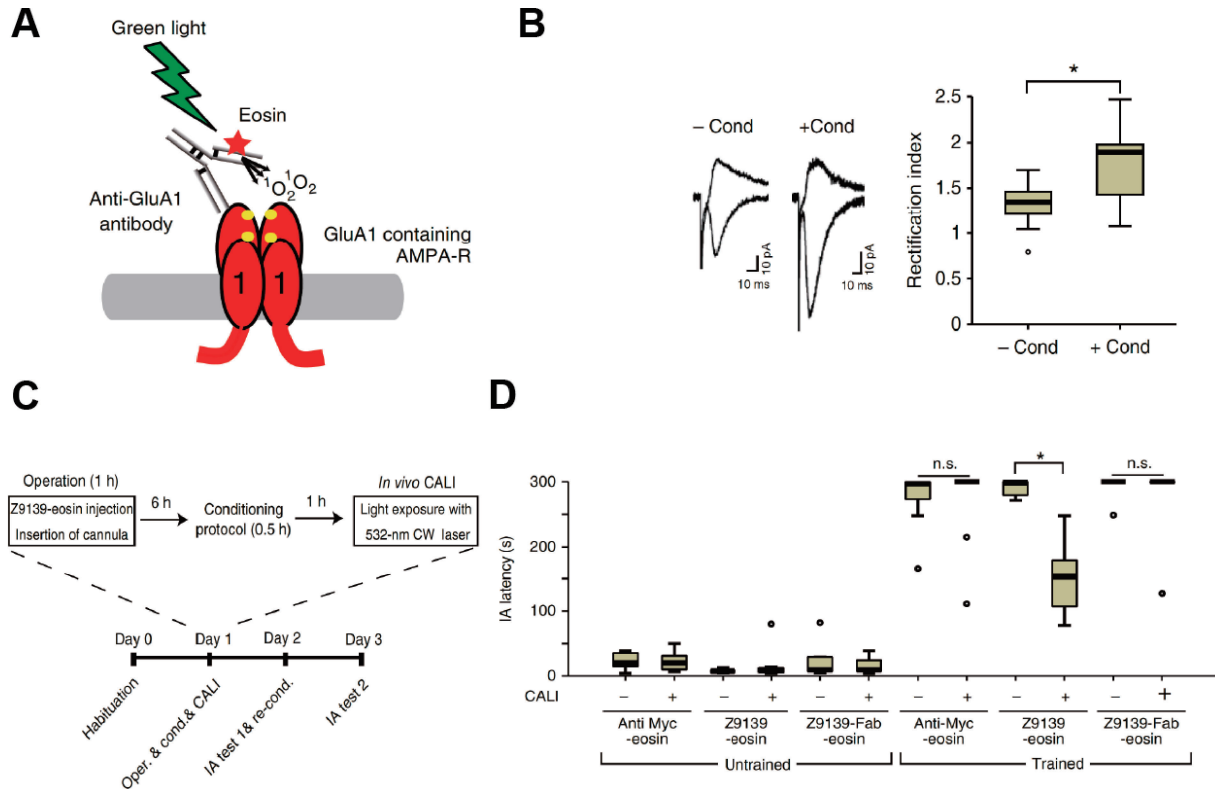 A
Green light
Eosin
¹O₂¹O₂
Anti-GluA1
antibody
GluA1 containing
AMPA-R
1 1
B
– Cond +Cond
10 pA
10 ms
10 pA
10 ms
*
Rectification index
2.5
2
1.5
1
0
– Cond + Cond
C
Operation (1 h)
Z9139-eosin injection
Insertion of cannula
6 h
Conditioning
protocol (0.5 h)
1 h
In vivo CALI
Light exposure with
532-nm CW laser
Day 0 Day 1 Day 2 Day 3
Habituation
Oper. & cond.& CALI
IA test 1& re-cond.
IA test 2
D
IA latency (s)
300
200
100
0
n.s. * n.s.
CALI – + – + – + – + – + – +
Anti Myc
-eosin
Z9139
-eosin
Z9139-Fab
-eosin
Anti-Myc
-eosin
Z9139
-eosin
Z9139-Fab
-eosin
Untrained
Trained